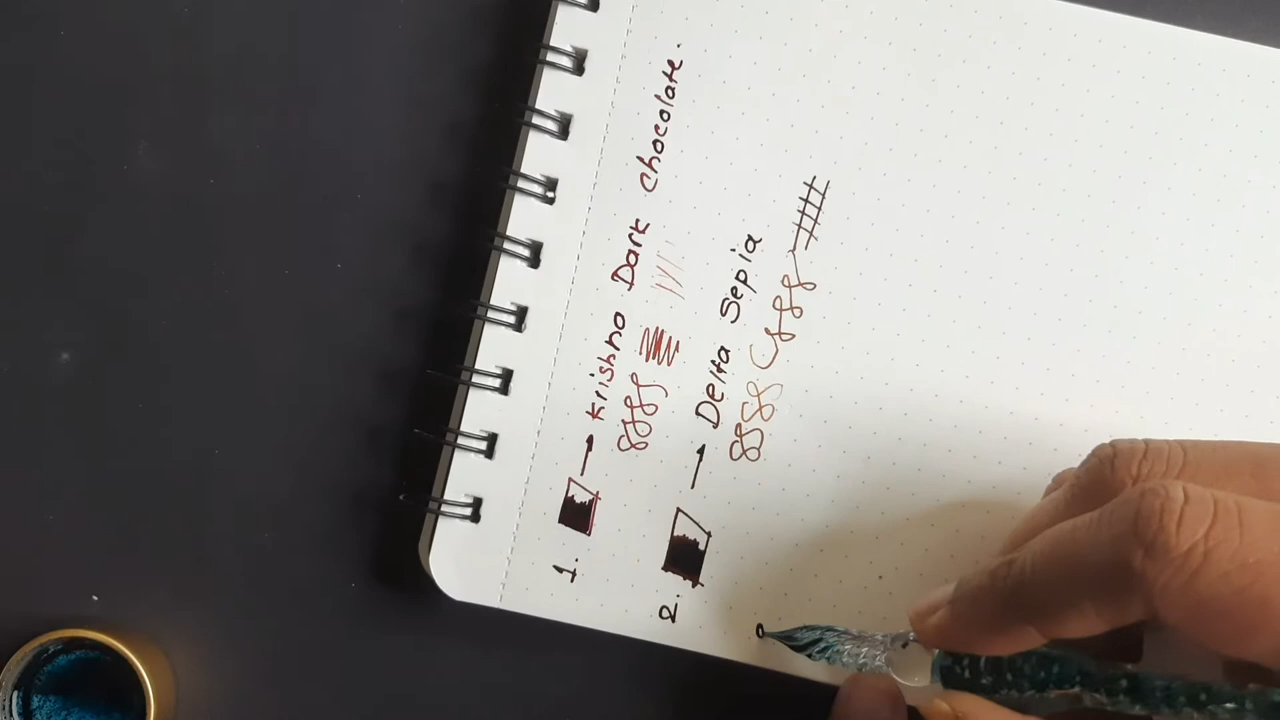 1. → Krishna Dark chocolate.
2. → Delta Sepia